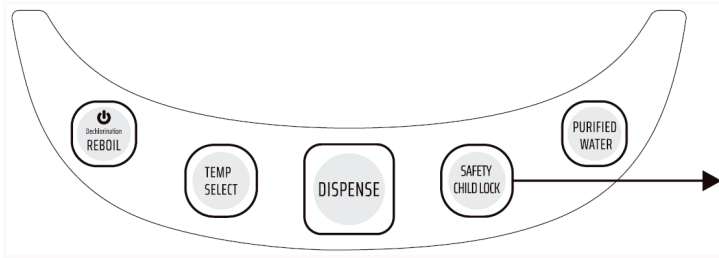 Dechlorination
REBOIL
TEMP
SELECT
DISPENSE
SAFETY
CHILD LOCK
PURIFIED
WATER